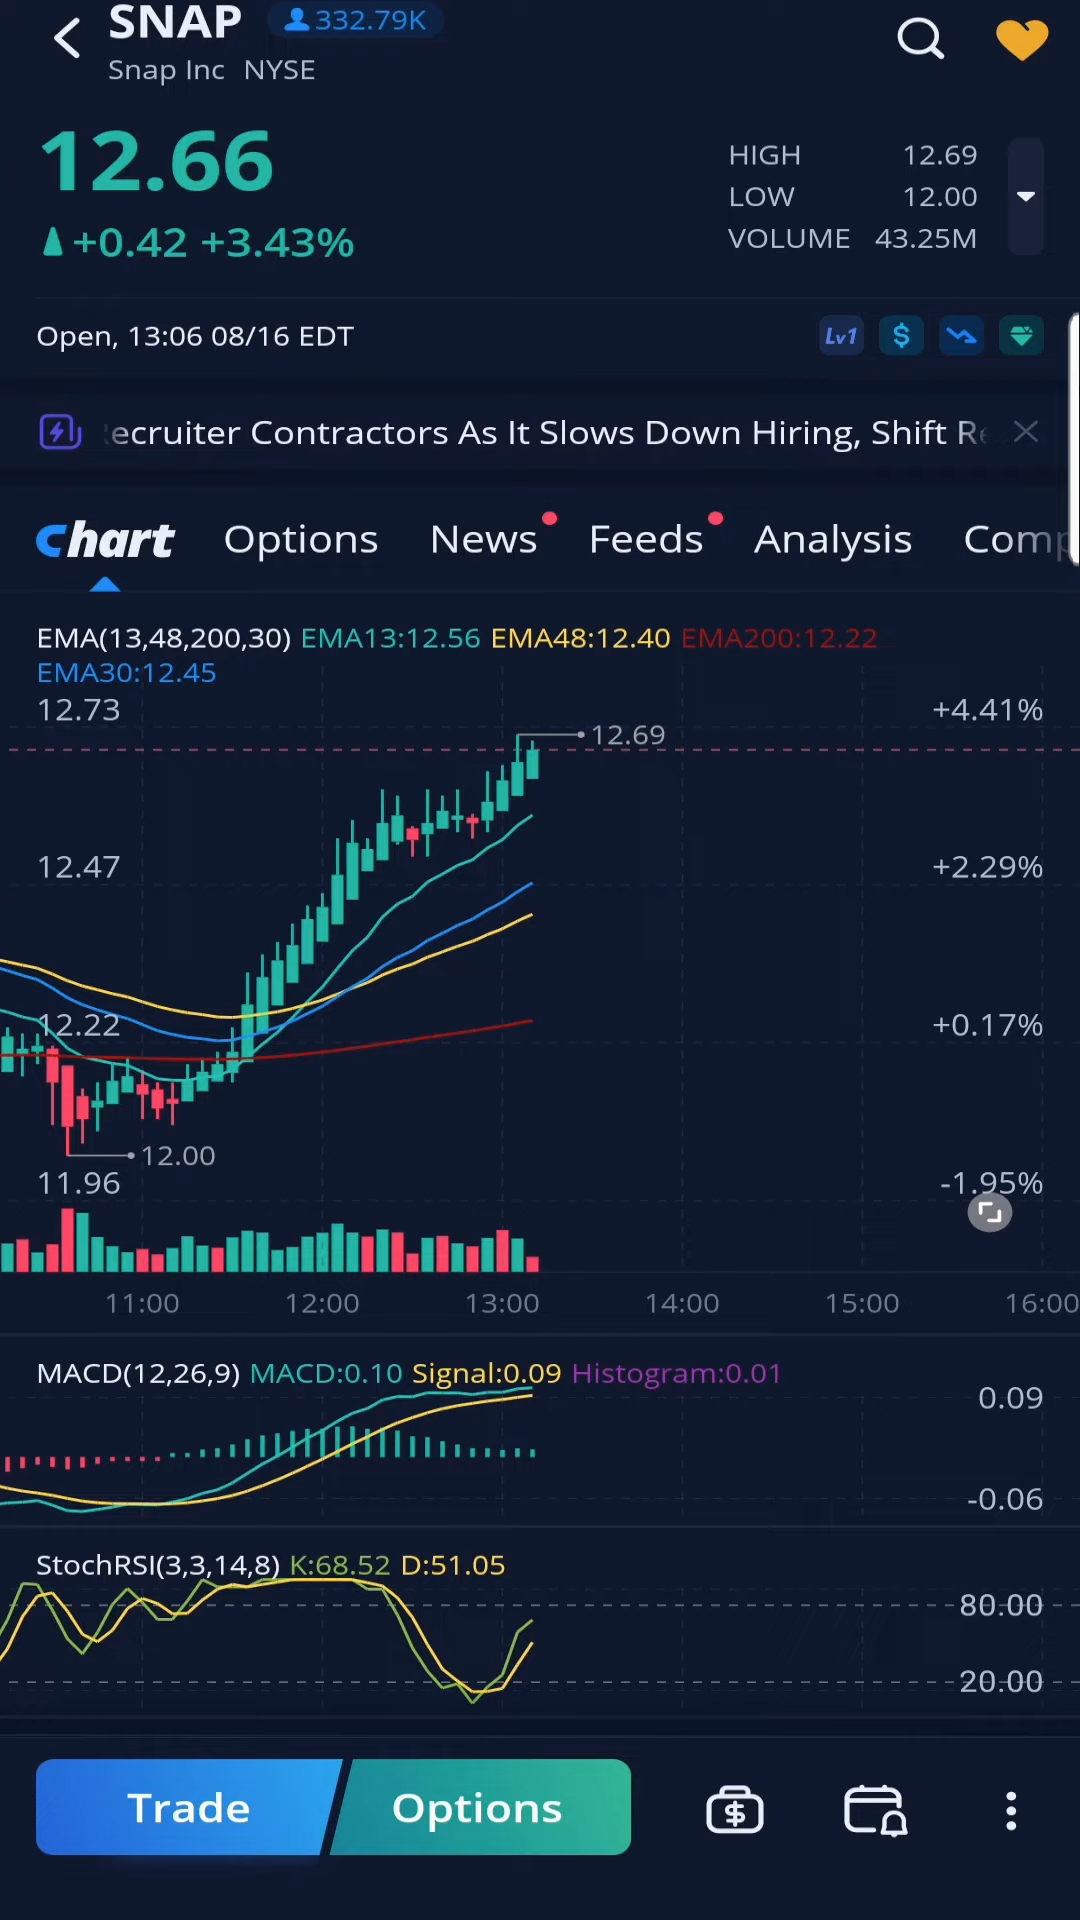 SNAP 332.79K
Snap Inc NYSE
12.66
+0.42 +3.43%
HIGH 12.69
LOW 12.00
VOLUME 43.25M
Open, 13:06 08/16 EDT
Lv1 $
ecruiter Contractors As It Slows Down Hiring, Shift Re
Chart Options News Feeds Analysis Comp
EMA(13,48,200,30) EMA13:12.56 EMA48:12.40 EMA200:12.22
EMA30:12.45
12.73 +4.41%
12.69
12.47 +2.29%
12.22 +0.17%
12.00
11.96 -1.95%
11:00 12:00 13:00 14:00 15:00 16:00
MACD(12,26,9) MACD:0.10 Signal:0.09 Histogram:0.01
0.09
-0.06
StochRSI(3,3,14,8) K:68.52 D:51.05
80.00
20.00
Trade Options $